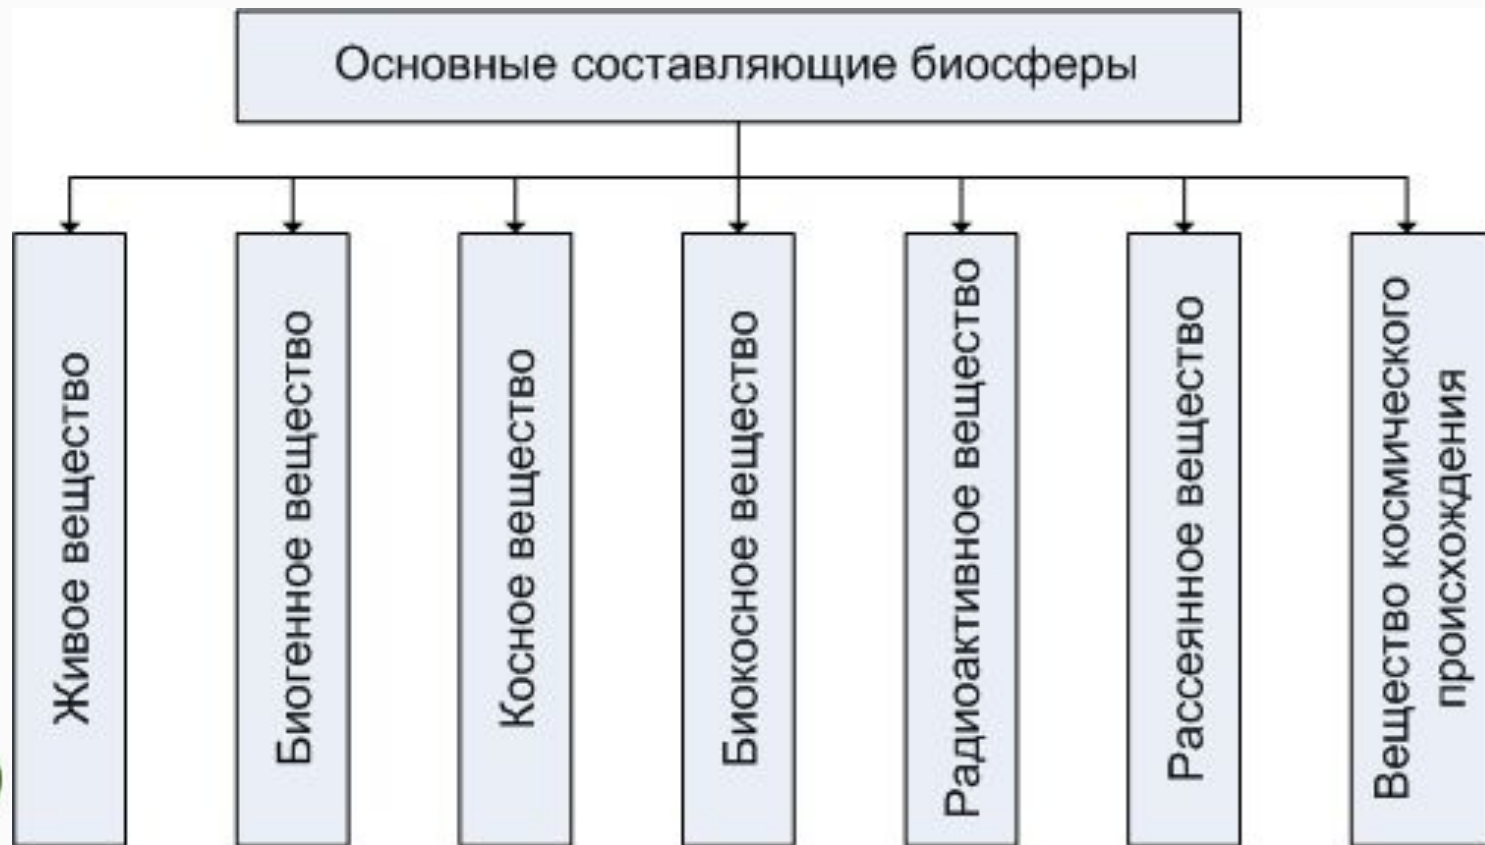 Основные составляющие биосферы
Живое вещество
Биогенное вещество
Косное вещество
Биокосное вещество
Радиоактивное вещество
Рассеянное вещество
Вещество космического
происхождения